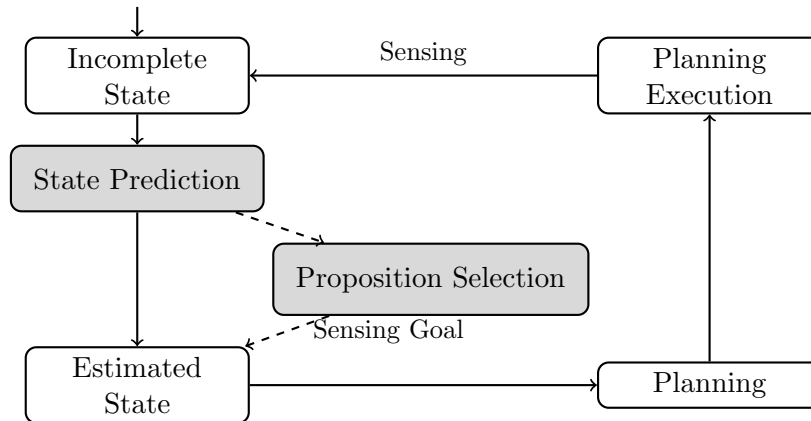 Sensing
Incomplete
State
Planning
Execution
State Prediction
Proposition Selection
Sensing Goal
Estimated
State
Planning